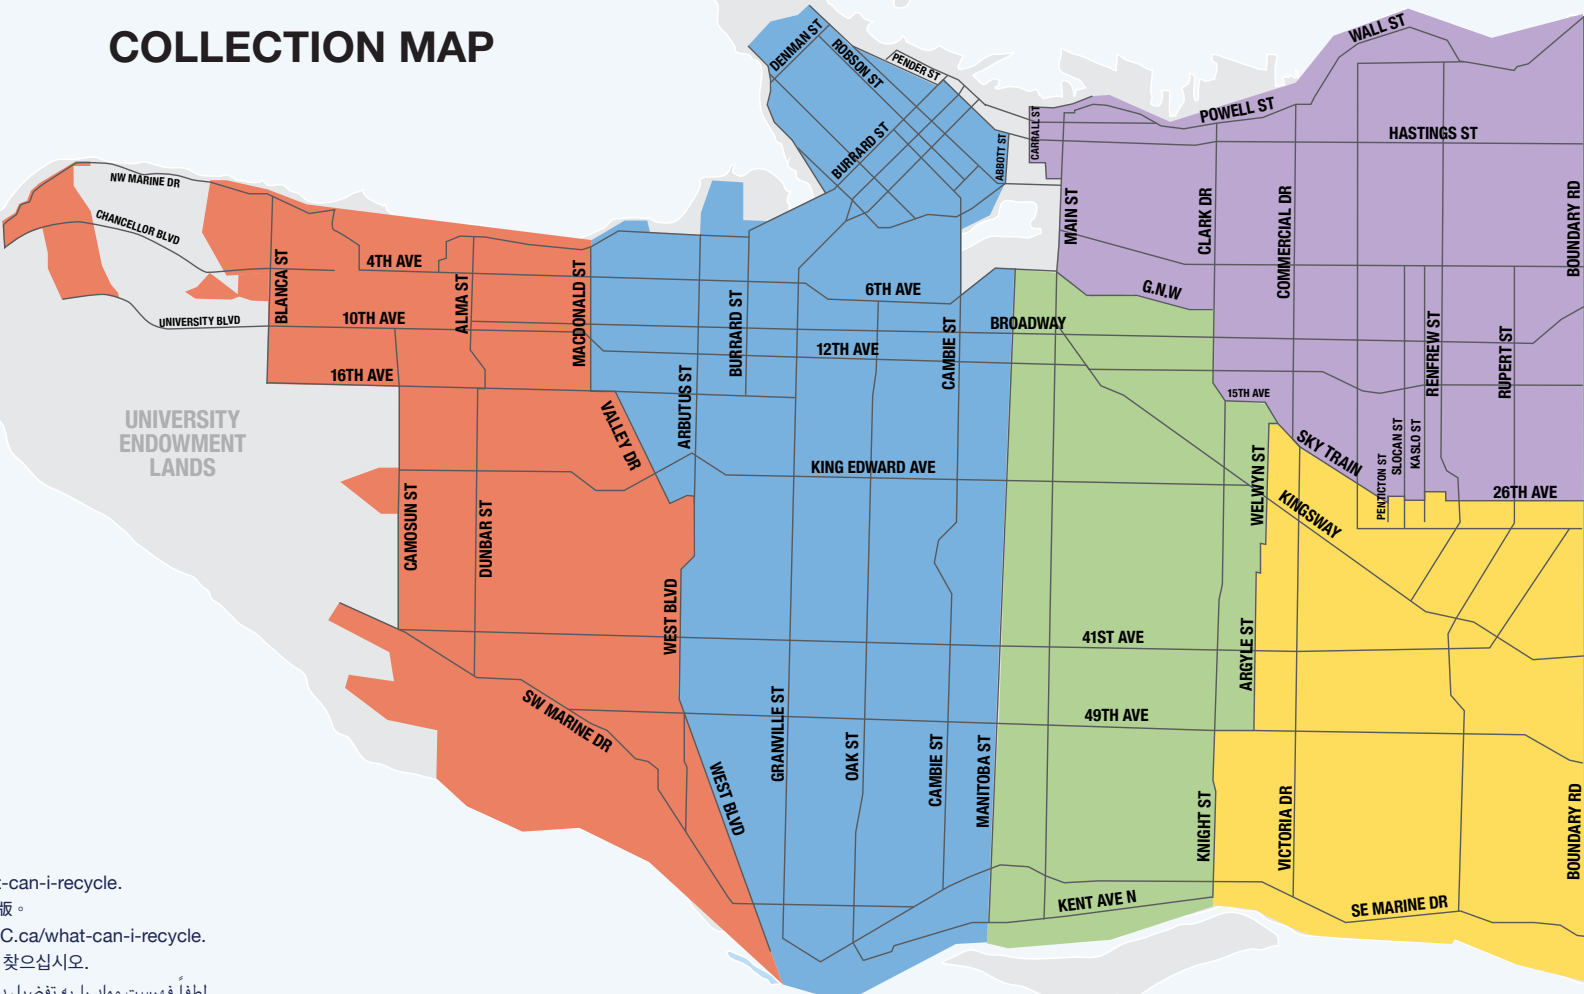 COLLECTION MAP
DENMAN ST
ROBSON ST
PENDER ST
WALL ST
POWELL ST
CARRALL ST
HASTINGS ST
BURRARD ST
ABBOTT ST
NW MARINE DR
CHANCELLOR BLVD
MAIN ST
CLARK DR
COMMERCIAL DR
BOUNDARY RD
BLANCA ST
4TH AVE
ALMA ST
MACDONALD ST
6TH AVE
G.N.W
UNIVERSITY BLVD
10TH AVE
BURRARD ST
BROADWAY
12TH AVE
CAMBIE ST
RENFREW ST
RUPERT ST
16TH AVE
ARBUTUS ST
15TH AVE
UNIVERSITY
ENDOWMENT
LANDS
VALLEY DR
KING EDWARD AVE
WELWYN ST
SKY TRAIN
PENTICTON ST
SLOCAN ST
KASLO ST
26TH AVE
KINGSWAY
CAMOSUN ST
DUNBAR ST
WEST BLVD
41ST AVE
ARGYLE ST
SW MARINE DR
49TH AVE
GRANVILLE ST
OAK ST
CAMBIE ST
MANITOBA ST
WEST BLVD
KNIGHT ST
VICTORIA DR
BOUNDARY RD
KENT AVE N
SE MARINE DR
-can-i-recycle.
版。
C.ca/what-can-i-recycle.
찾으십시오.